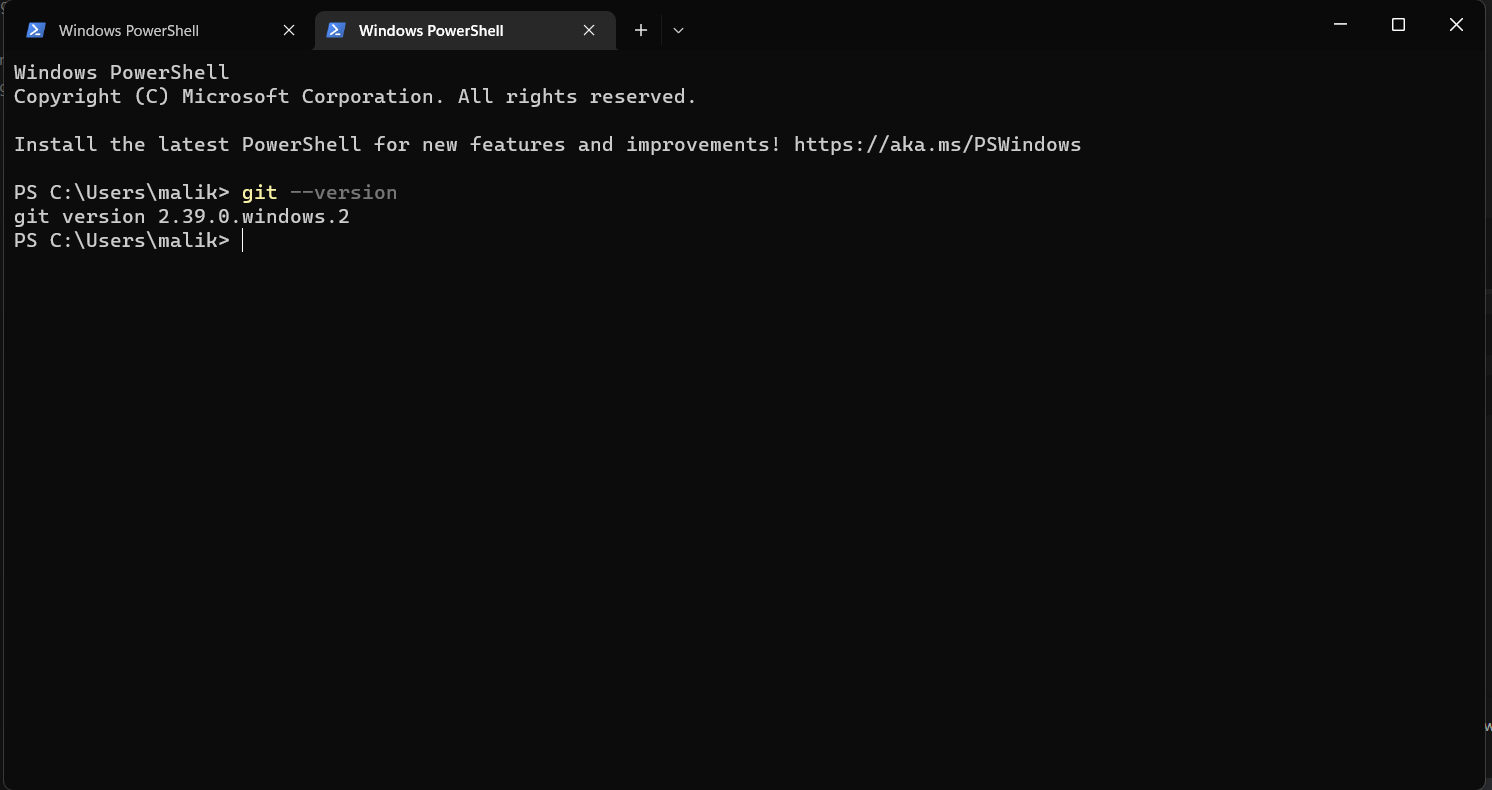 Windows PowerShell
Windows PowerShell
Windows PowerShell
Copyright (C) Microsoft Corporation. All rights reserved.
Install the latest PowerShell for new features and improvements! https://aka.ms/PSWindows
PS C:\Users\malik> git --version
git version 2.39.0.windows.2
PS C:\Users\malik>